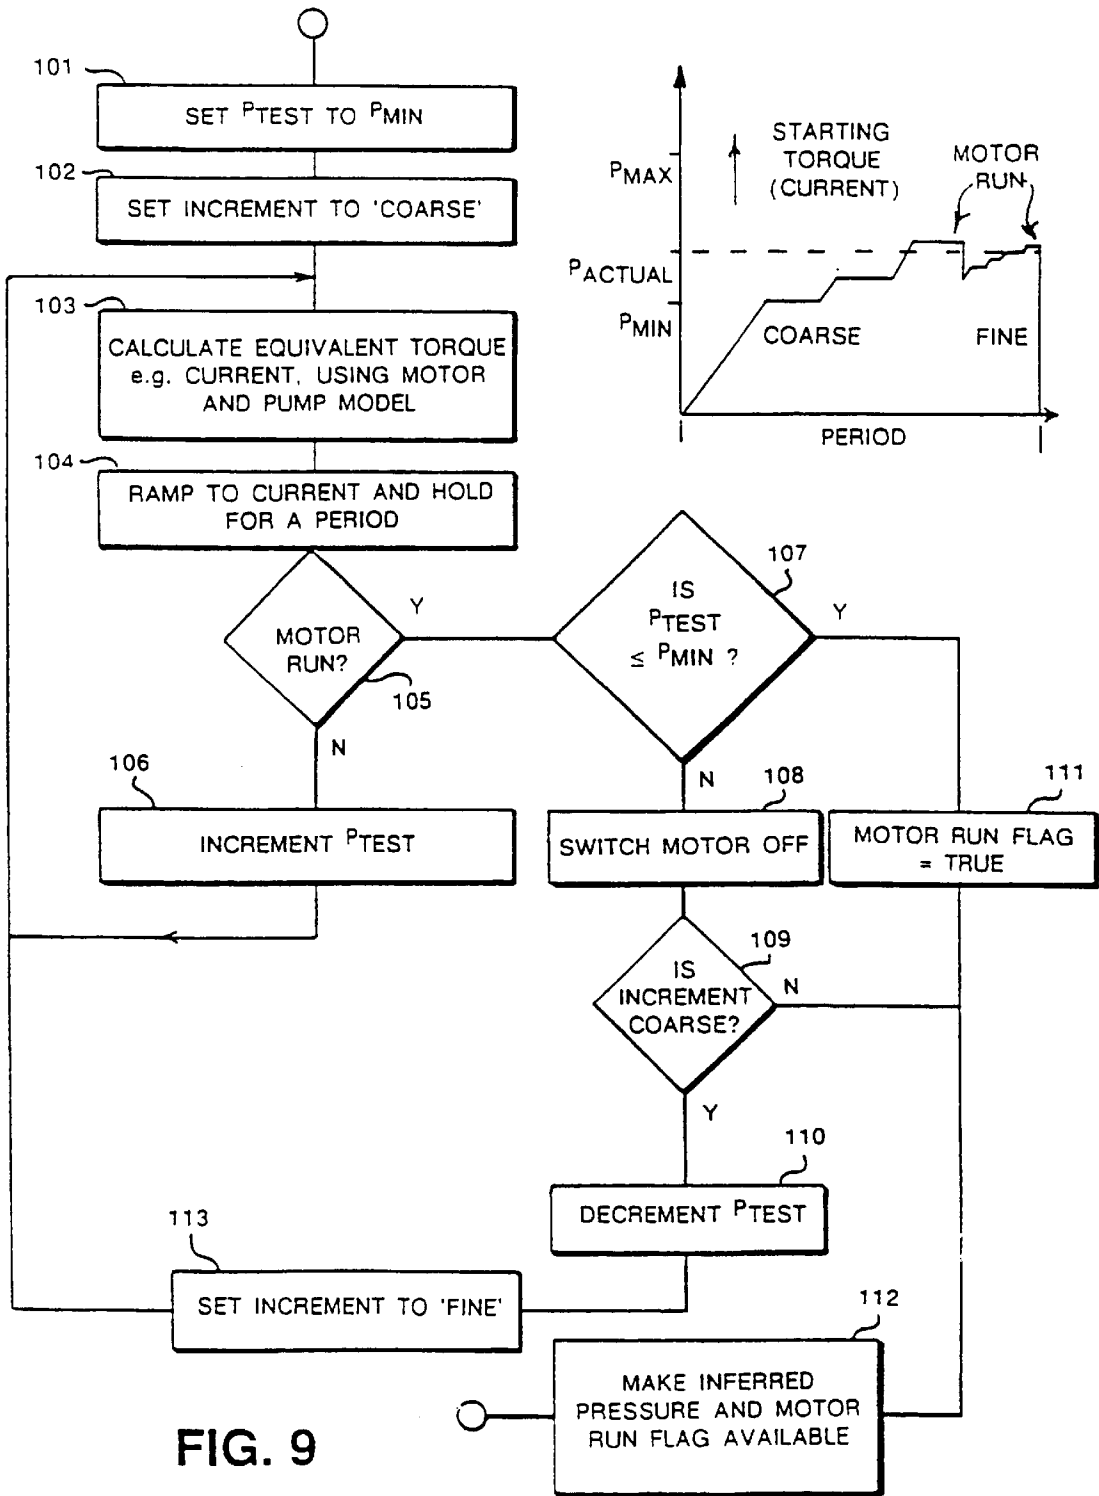 101
SET PTEST TO PMIN
102
SET INCREMENT TO 'COARSE'
103
CALCULATE EQUIVALENT TORQUE
e.g. CURRENT, USING MOTOR
AND PUMP MODEL
104
RAMP TO CURRENT AND HOLD
FOR A PERIOD
MOTOR
RUN?
105
Y
N
106
INCREMENT PTEST
IS
PTEST
≤ PMIN ?
107
Y
N
108
SWITCH MOTOR OFF
111
MOTOR RUN FLAG
= TRUE
109
IS
INCREMENT
COARSE?
N
Y
110
DECREMENT PTEST
113
SET INCREMENT TO 'FINE'
112
MAKE INFERRED
PRESSURE AND MOTOR
RUN FLAG AVAILABLE
STARTING
TORQUE
(CURRENT)
MOTOR
RUN
PMAX
PACTUAL
PMIN
COARSE
FINE
PERIOD
FIG. 9